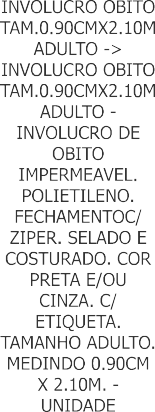 INVOLUCRO OBITO
TAM.0.90CMX2.10M
ADULTO ->
INVOLUCRO OBITO
TAM.0.90CMX2.10M
ADULTO -
INVOLUCRO DE
OBITO
IMPERMEAVEL.
POLIETILENO.
FECHAMENTOC/
ZIPER. SELADO E
COSTURADO. COR
PRETA E/OU
CINZA. C/
ETIQUETA.
TAMANHO ADULTO.
MEDINDO 0.90CM
X 2.10M. -
UNIDADE